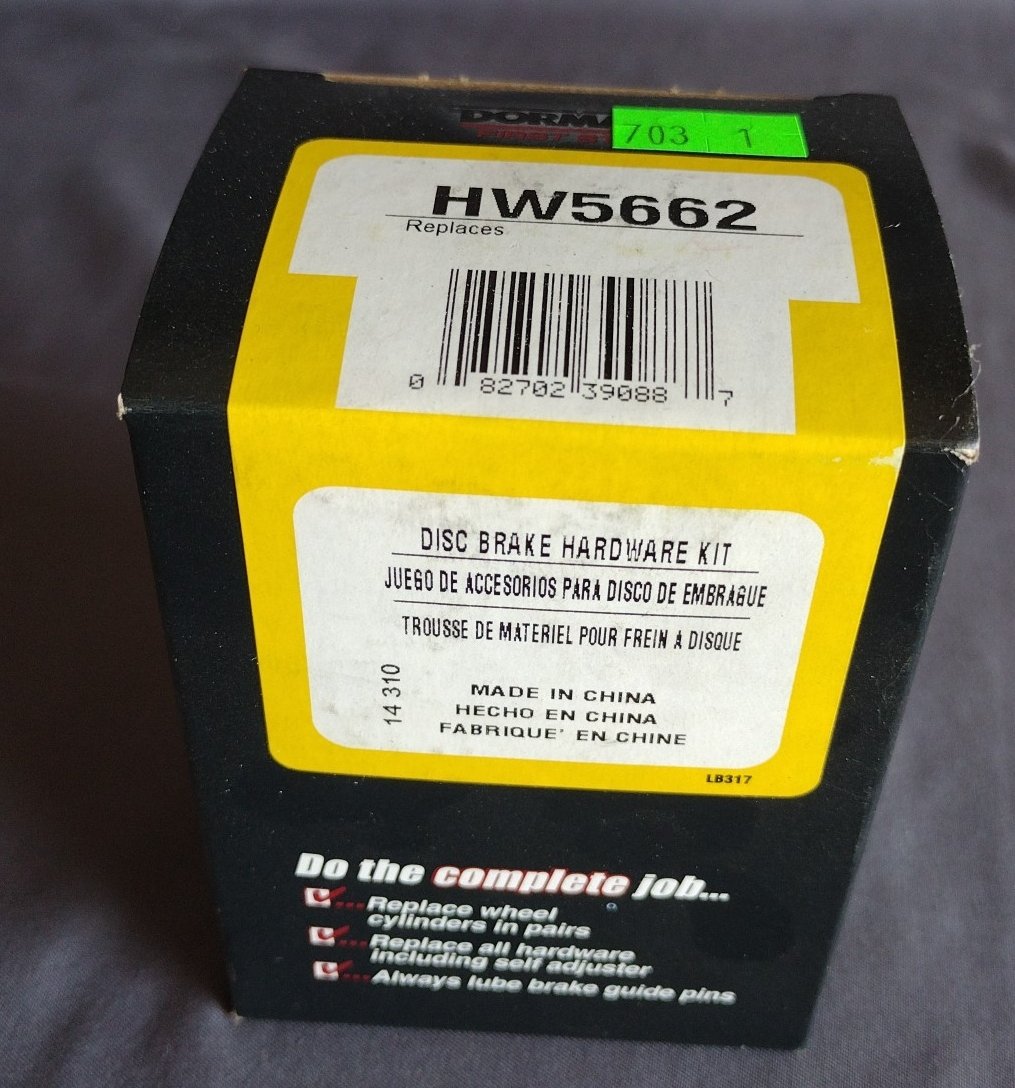 703 1
HW5662
Replaces
0 82702 39088 7
DISC BRAKE HARDWARE KIT
JUEGO DE ACCESORIOS PARA DISCO DE EMBRAGUE
TROUSSE DE MATERIEL POUR FREIN A DISQUE
14 310
MADE IN CHINA
HECHO EN CHINA
FABRIQUE' EN CHINE
LB317
Do the complete job...
...Replace wheel
cylinders in pairs
...Replace all hardware
including self adjuster
...Always lube brake guide pins